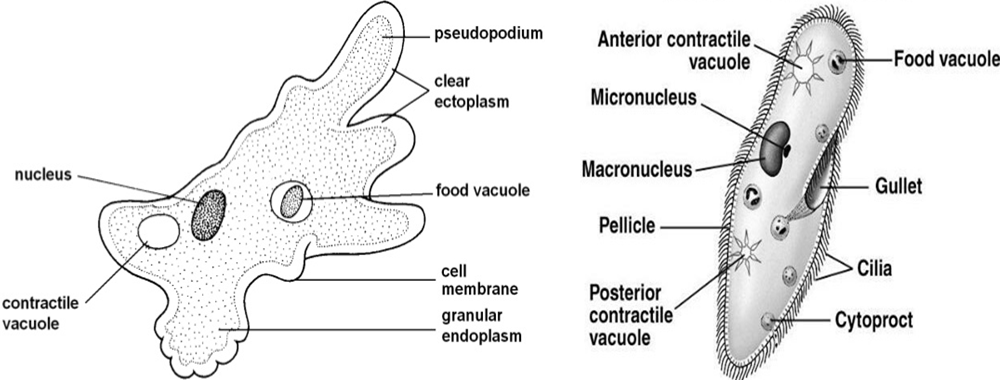 pseudopodium
clear
ectoplasm
nucleus
food vacuole
cell
membrane
contractile
vacuole
granular
endoplasm
Anterior contractile
vacuole
Food vacuole
Micronucleus
Macronucleus
Gullet
Pellicle
Cilia
Posterior
contractile
vacuole
Cytoproct